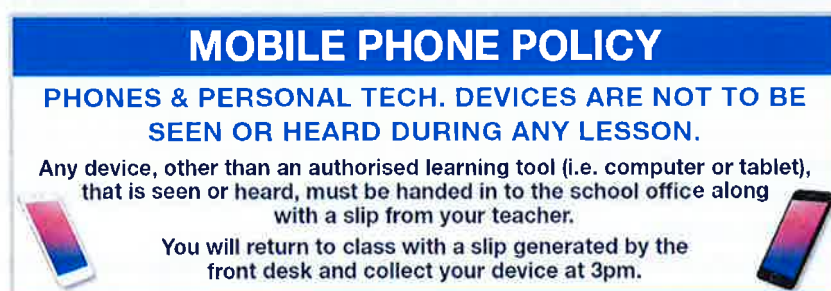 MOBILE PHONE POLICY
PHONES & PERSONAL TECH. DEVICES ARE NOT TO BE
SEEN OR HEARD DURING ANY LESSON.
Any device, other than an authorised learning tool (i.e. computer or tablet),
that is seen or heard, must be handed in to the school office along
with a slip from your teacher.
You will return to class with a slip generated by the
front desk and collect your device at 3pm.